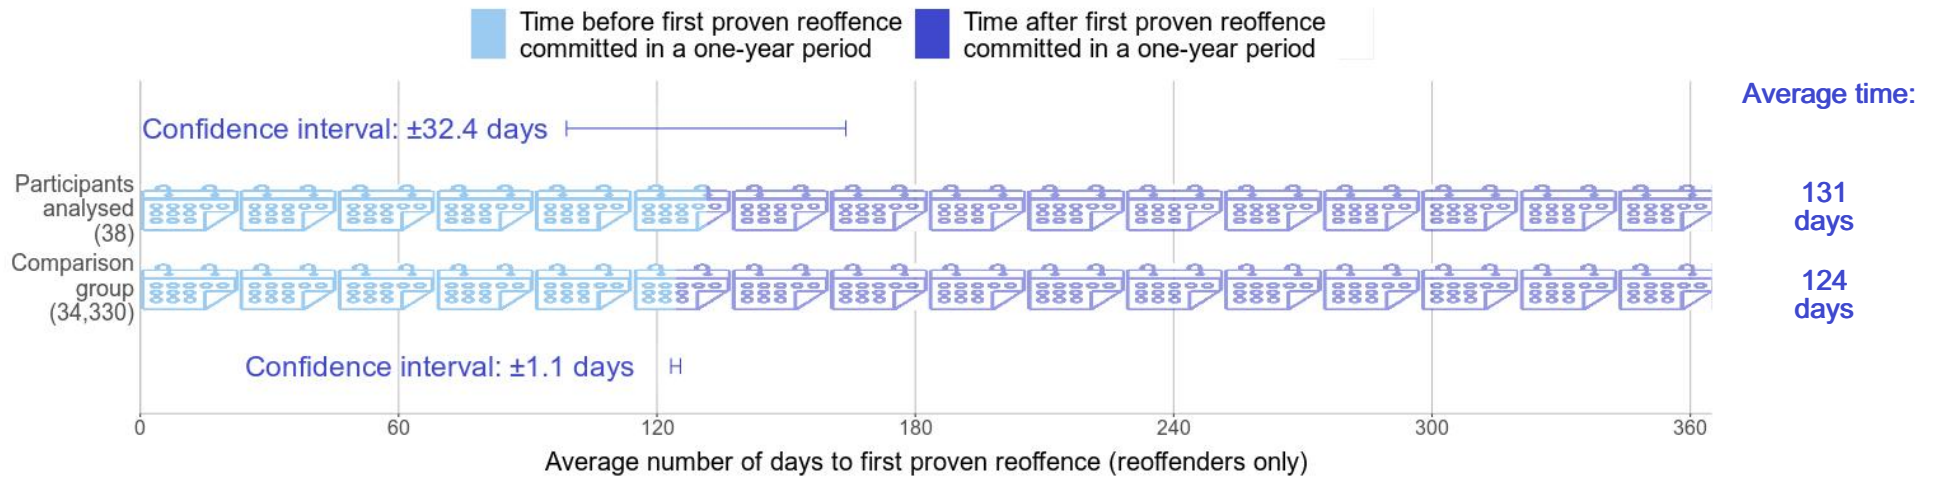 Time before first proven reoffence
committed in a one-year period
Time after first proven reoffence
committed in a one-year period
Average time:
Confidence interval: ±32.4 days
Participants
analysed
(38)
131
days
Comparison
group
(34,330)
124
days
Confidence interval: ±1.1 days
0 60 120 180 240 300 360
Average number of days to first proven reoffence (reoffenders only)